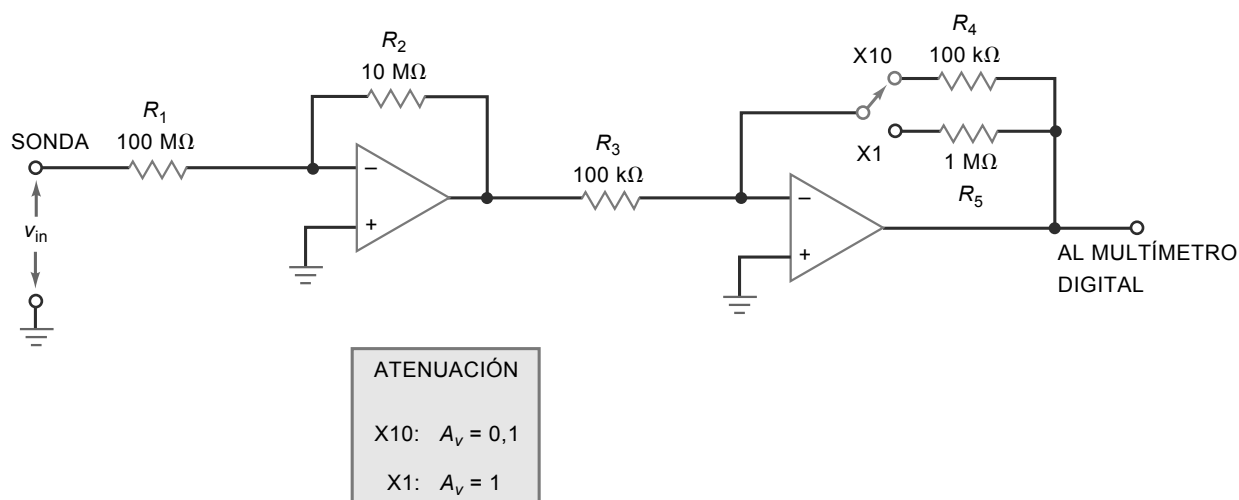 R2
10 MΩ
R1
100 MΩ
SONDA
vin
−
+
R3
100 kΩ
X10
R4
100 kΩ
X1
1 MΩ
R5
−
+
AL MULTÍMETRO
DIGITAL
ATENUACIÓN
X10: Av = 0,1
X1: Av = 1